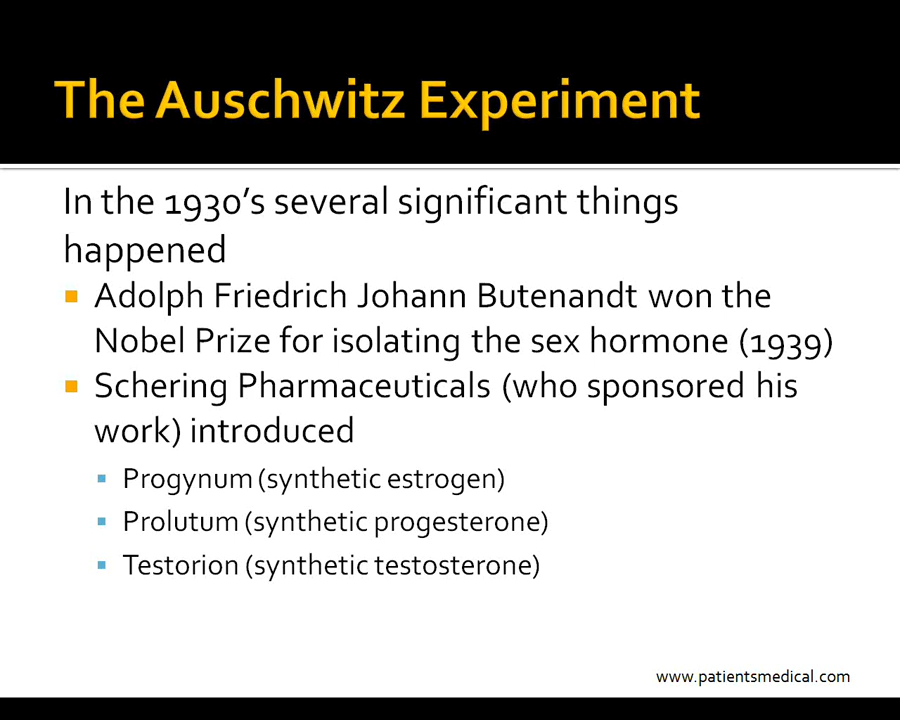 The Auschwitz Experiment
In the 1930’s several significant things
happened
Adolph Friedrich Johann Butenandt won the
Nobel Prize for isolating the sex hormone (1939)
Schering Pharmaceuticals (who sponsored his
work) introduced
Progynum (synthetic estrogen)
Prolutum (synthetic progesterone)
Testorion (synthetic testosterone)
www.patientsmedical.com